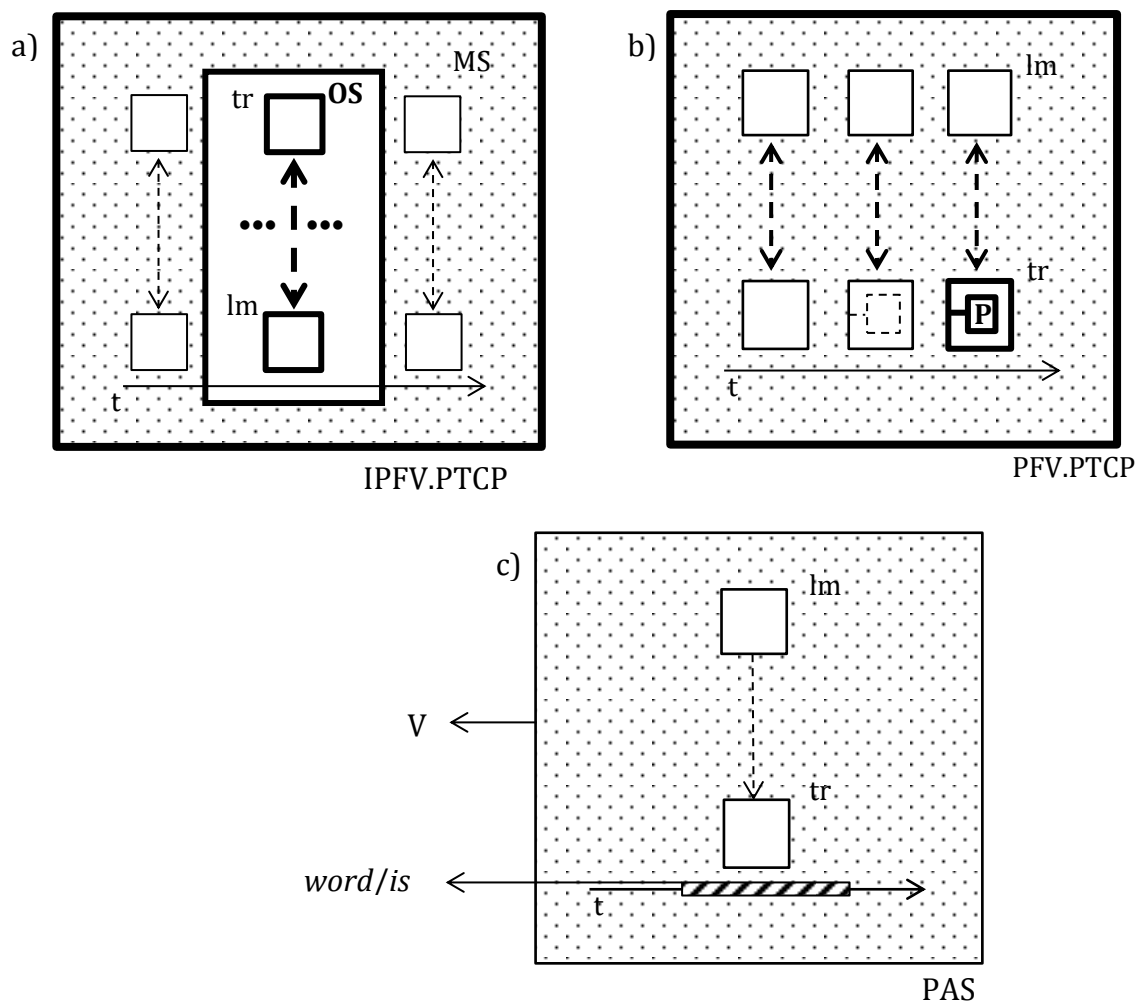 a)
MS
tr
OS
•••• •••
lm
t
IPFV.PTCP
b)
lm
tr
P
t
PFV.PTCP
c)
lm
V
tr
word/is
t
PAS